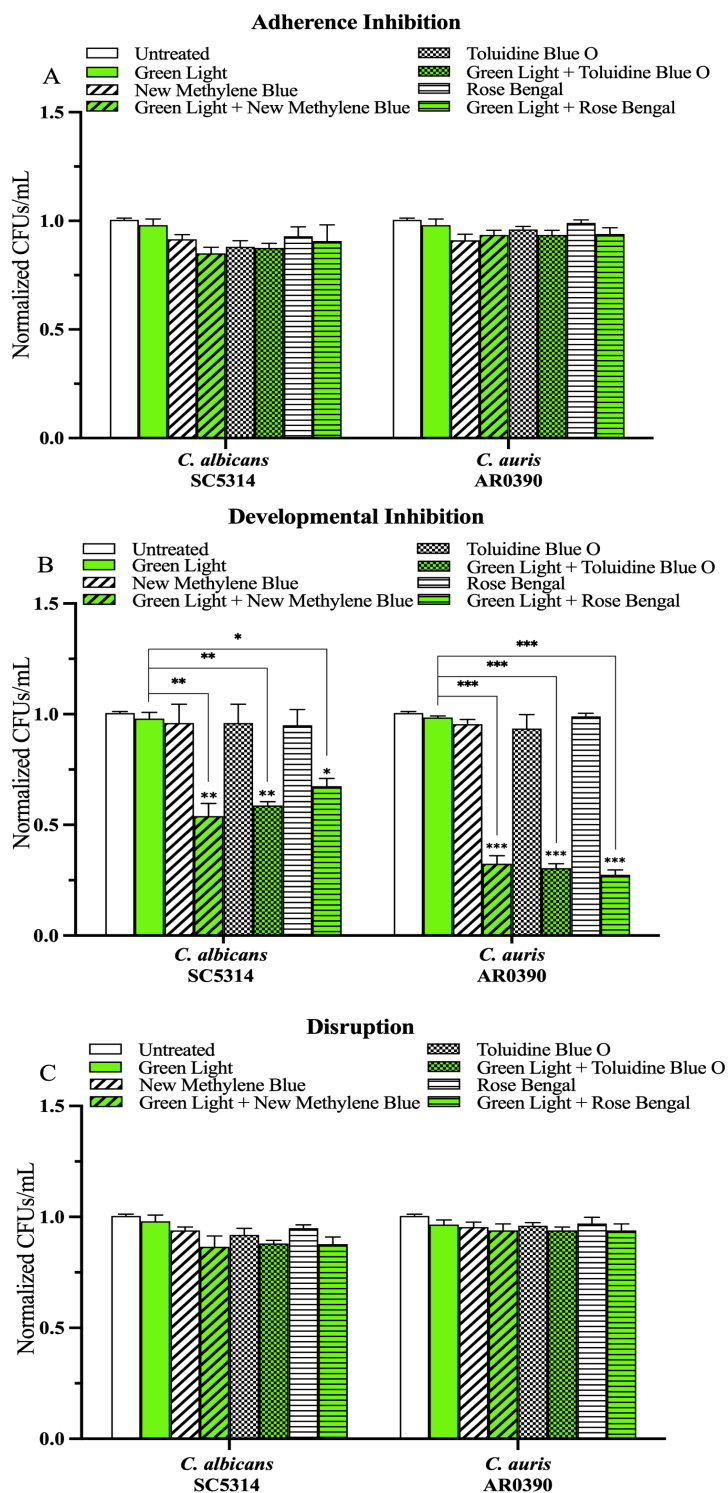 Adherence Inhibition
A
Untreated
Green Light
New Methylene Blue
Green Light + New Methylene Blue
Toluidine Blue O
Green Light + Toluidine Blue O
Rose Bengal
Green Light + Rose Bengal
Normalized CFUs/mL
1.5
1.0
0.5
0.0
C. albicans
SC5314
C. auris
AR0390
Developmental Inhibition
B
Untreated
Green Light
New Methylene Blue
Green Light + New Methylene Blue
Toluidine Blue O
Green Light + Toluidine Blue O
Rose Bengal
Green Light + Rose Bengal
Normalized CFUs/mL
1.5
1.0
0.5
0.0
*
**
**
**
**
*
***
***
***
***
***
***
C. albicans
SC5314
C. auris
AR0390
Disruption
C
Untreated
Green Light
New Methylene Blue
Green Light + New Methylene Blue
Toluidine Blue O
Green Light + Toluidine Blue O
Rose Bengal
Green Light + Rose Bengal
Normalized CFUs/mL
1.5
1.0
0.5
0.0
C. albicans
SC5314
C. auris
AR0390